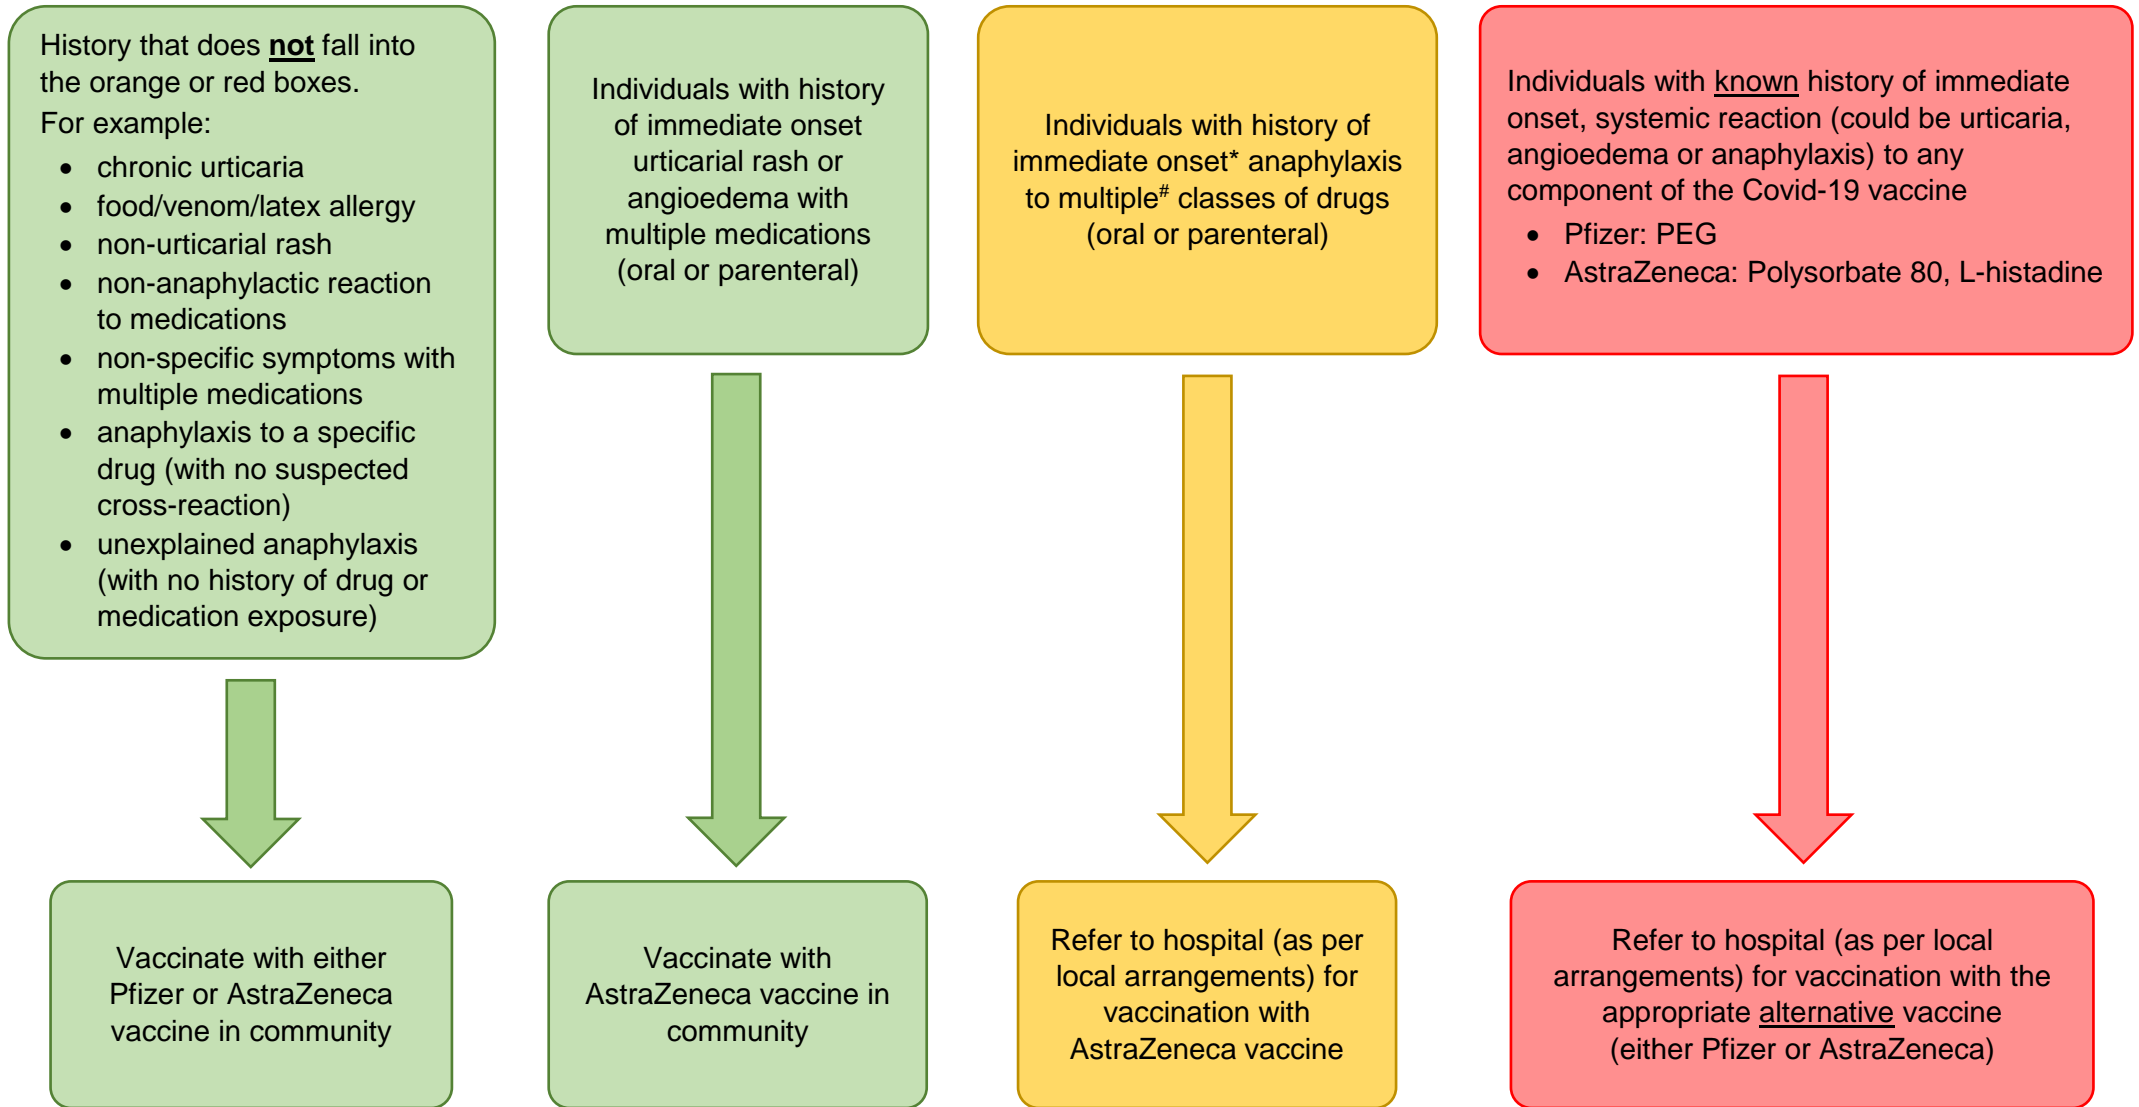 History that does not fall into
the orange or red boxes.
For example:
• chronic urticaria
• food/venom/latex allergy
• non-urticarial rash
• non-anaphylactic reaction
to medications
• non-specific symptoms with
multiple medications
• anaphylaxis to a specific
drug (with no suspected
cross-reaction)
• unexplained anaphylaxis
(with no history of drug or
medication exposure)
Individuals with history
of immediate onset
urticarial rash or
angioedema with
multiple medications
(oral or parenteral)
Individuals with history of
immediate onset* anaphylaxis
to multiple# classes of drugs
(oral or parenteral)
Individuals with known history of immediate
onset, systemic reaction (could be urticaria,
angioedema or anaphylaxis) to any
component of the Covid-19 vaccine
• Pfizer: PEG
• AstraZeneca: Polysorbate 80, L-histadine
Vaccinate with either
Pfizer or AstraZeneca
vaccine in community
Vaccinate with
AstraZeneca vaccine in
community
Refer to hospital (as per
local arrangements) for
vaccination with
AstraZeneca vaccine
Refer to hospital (as per local
arrangements) for vaccination with the
appropriate alternative vaccine
(either Pfizer or AstraZeneca)